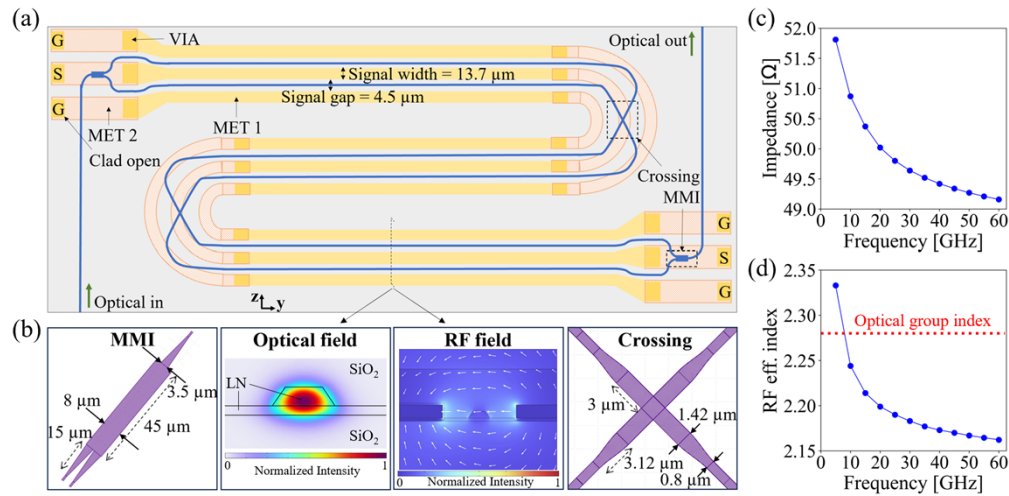 (a)
G
VIA
Optical out
S
Signal width = 13.7 µm
Signal gap = 4.5 µm
G
MET 2
MET 1
Clad open
Crossing
MMI
G
S
G
z
y
Optical in
(b)
MMI
3.5 µm
8 µm
15 µm
45 µm
Optical field
SiO2
LN
SiO2
0
1
Normalized Intensity
RF field
0
1
Normalized Intensity
Crossing
3 µm
1.42 µm
3.12 µm
0.8 µm
(c)
Impedance [Ω]
52.0
51.5
51.0
50.5
50.0
49.5
49.0
0 10 20 30 40 50 60
Frequency [GHz]
(d)
RF eff. index
2.35
2.30
2.25
2.20
2.15
Optical group index
0 10 20 30 40 50 60
Frequency [GHz]